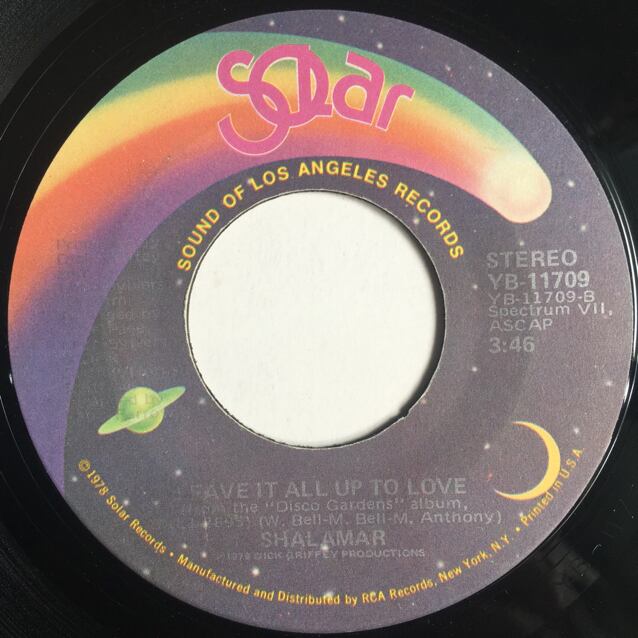 Solar
SOUND OF LOS ANGELES RECORDS
STEREO
YB-11709
YB-11709-B
Spectrum VII,
ASCAP
3:46
LEAVE IT ALL UP TO LOVE
from the "Disco Gardens" album,
(W. Bell-M. Bell-M. Anthony)
SHALAMAR
℗ 1978 DICK GRIFFEY PRODUCTIONS
© 1978 Solar Records • Manufactured and Distributed by RCA Records, New York, N.Y. • Printed in U.S.A.